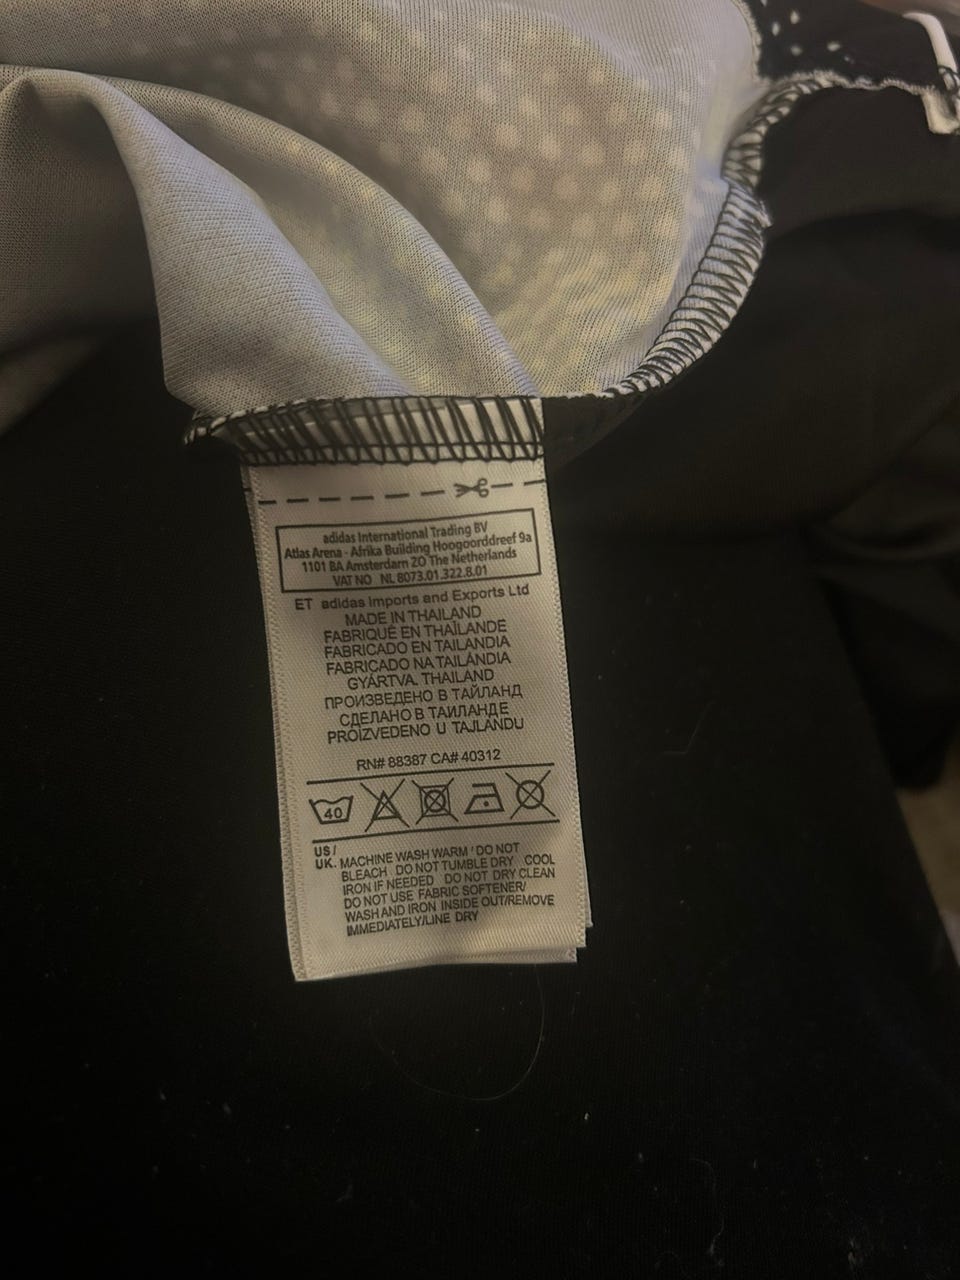 adidas International Trading BV
Atlas Arena - Afrika Building Hoogoorddreef 9a
1101 BA Amsterdam ZO The Netherlands
VAT NO NL 8073.01.322.8.01
ET adidas Imports and Exports Ltd
MADE IN THAILAND
FABRIQUÉ EN THAÏLANDE
FABRICADO EN TAILANDIA
FABRICADO NA TAILÂNDIA
GYÁRTVA. THAILAND
ПРОИЗВЕДЕНО В ТАЙЛАНД
СДЕЛАНО В ТАИЛАНДЕ
PROIZVEDENO U TAJLANDU
RN# 88387 CA# 40312
40
US /
UK. MACHINE WASH WARM / DO NOT
BLEACH DO NOT TUMBLE DRY COOL
IRON IF NEEDED DO NOT DRY CLEAN
DO NOT USE FABRIC SOFTENER/
WASH AND IRON INSIDE OUT/REMOVE
IMMEDIATELY/LINE DRY